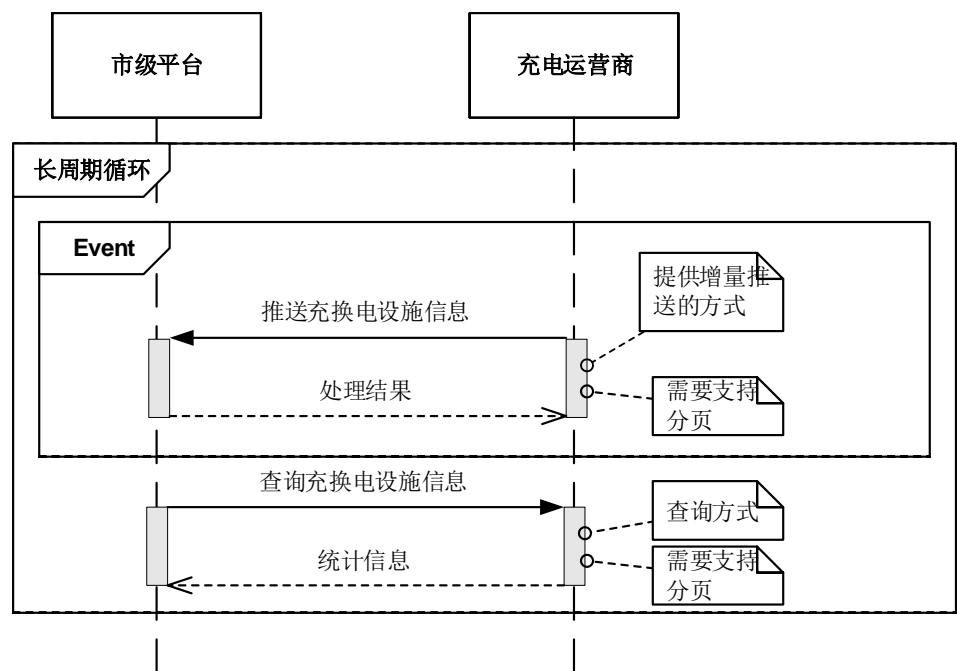 市级平台
充电运营商
长周期循环
Event
提供增量推
送的方式
推送充换电设施信息
处理结果
需要支持
分页
查询充换电设施信息
查询方式
统计信息
需要支持
分页